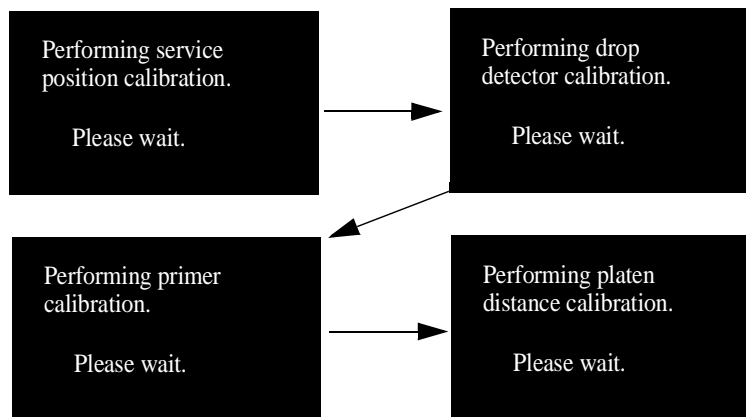 Performing service
position calibration.
Please wait.
Performing drop
detector calibration.
Please wait.
Performing primer
calibration.
Please wait.
Performing platen
distance calibration.
Please wait.